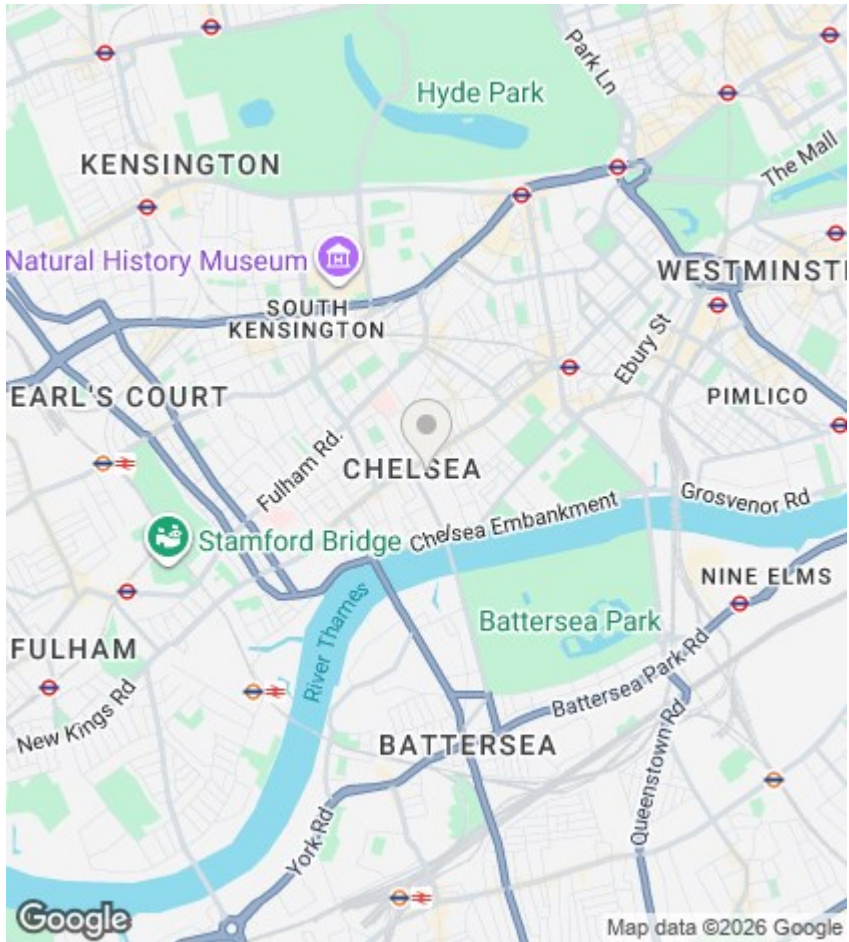 Park Ln
Hyde Park
The Mall
KENSINGTON
Natural History Museum
WESTMINSTE
SOUTH
KENSINGTON
Ebury St
EARL'S COURT
PIMLICO
Fulham Rd.
CHELSEA
Grosvenor Rd
Chelsea Embankment
Stamford Bridge
NINE ELMS
River Thames
Battersea Park
FULHAM
Battersea Park Rd
New Kings Rd
Queenstown Rd
BATTERSEA
York Rd
Google
Map data ©2026 Google